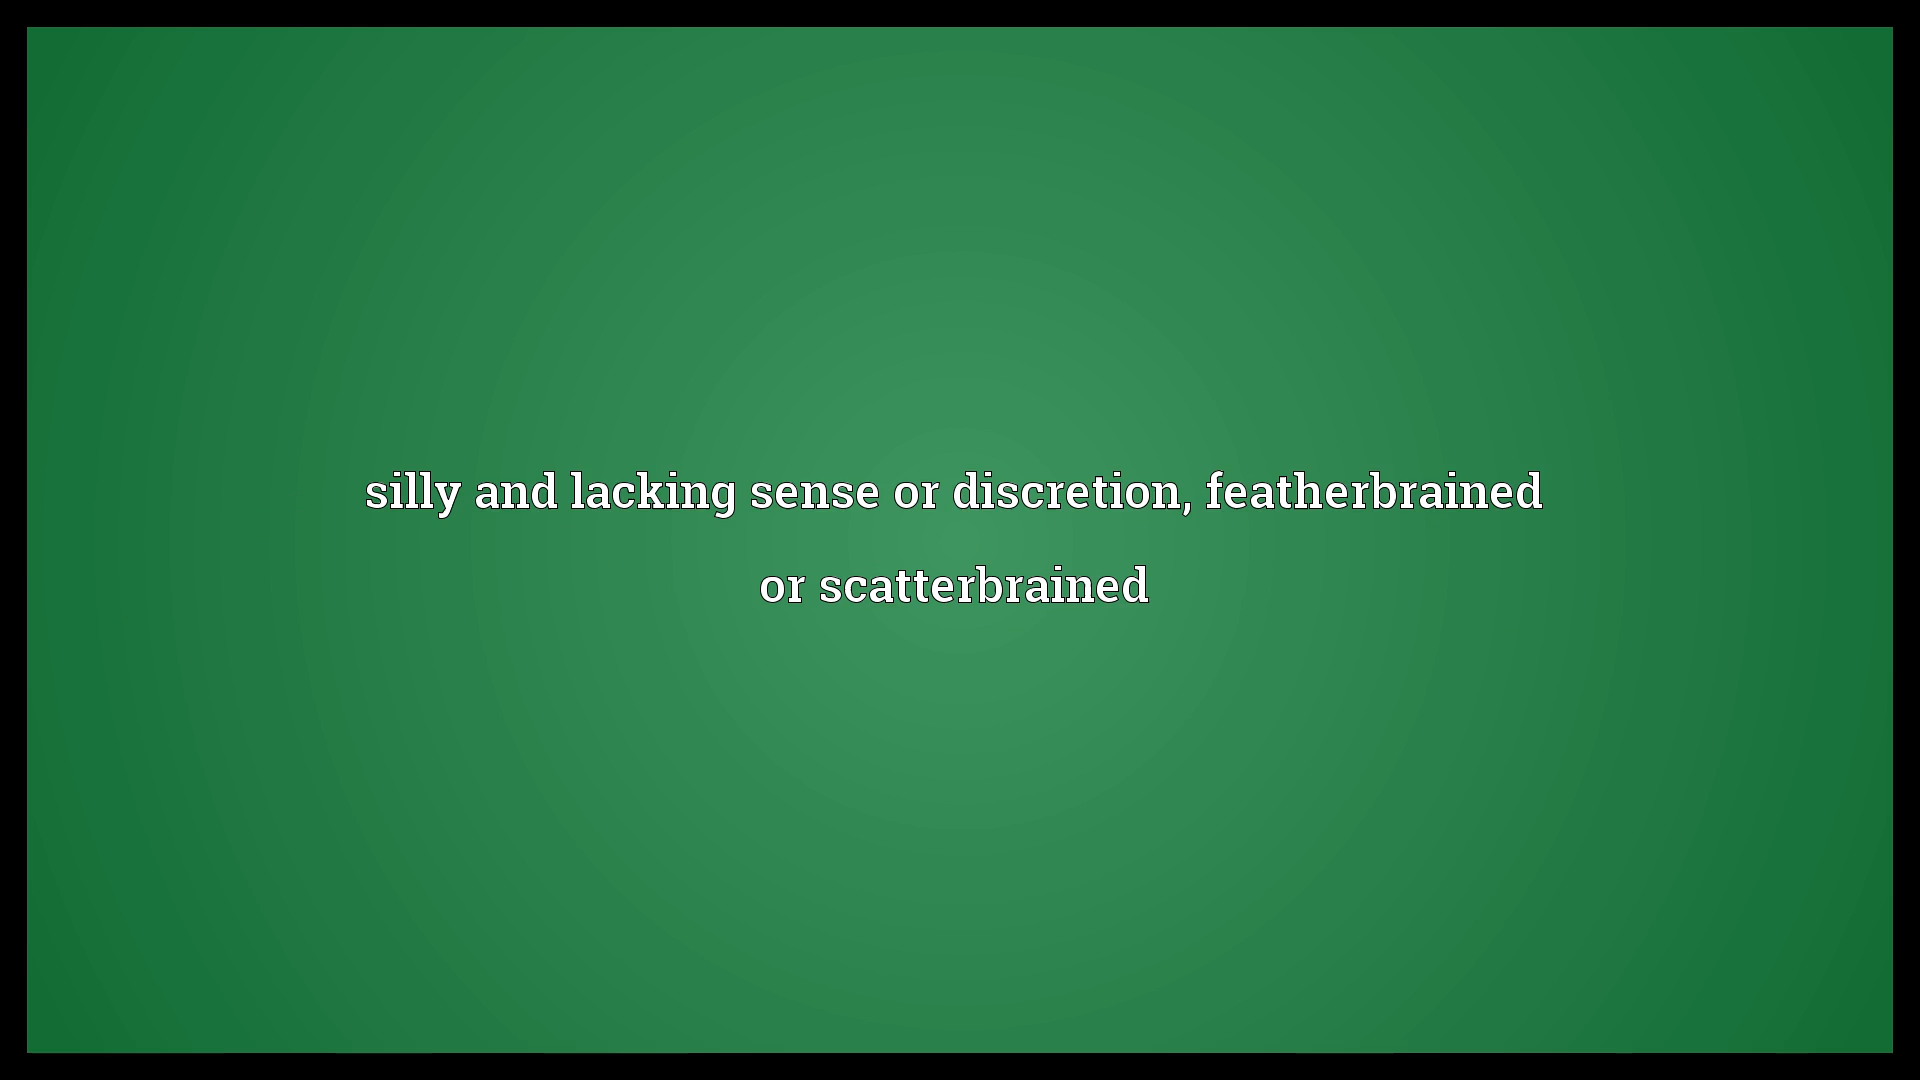 silly and lacking sense or discretion, featherbrained
or scatterbrained